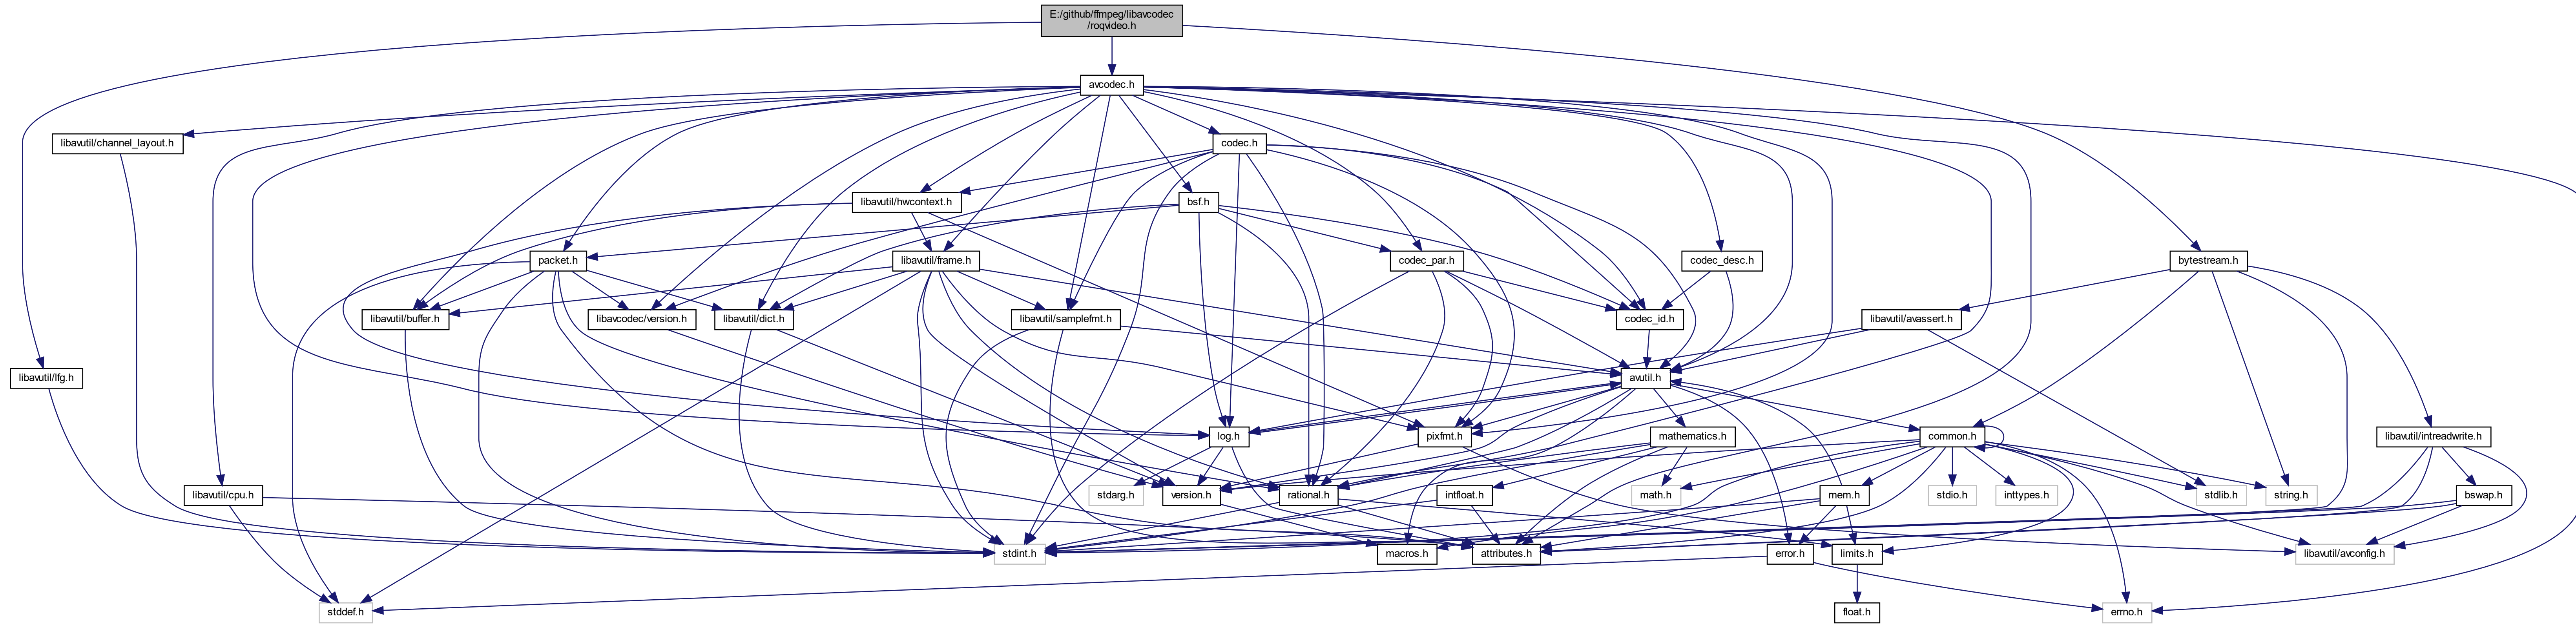 E:/github/ffmpeg/libavcodec
/roqvideo.h
avcodec.h
libavutil/channel_layout.h
codec.h
libavutil/hwcontext.h
bsf.h
packet.h
libavutil/frame.h
codec_par.h
codec_desc.h
bytestream.h
libavutil/buffer.h
libavcodec/version.h
libavutil/dict.h
libavutil/samplefmt.h
codec_id.h
libavutil/avassert.h
libavutil/lfg.h
avutil.h
log.h
pixfmt.h
mathematics.h
common.h
libavutil/intreadwrite.h
libavutil/cpu.h
stdarg.h
version.h
rational.h
intfloat.h
math.h
mem.h
stdio.h
inttypes.h
stdlib.h
string.h
bswap.h
stdint.h
macros.h
attributes.h
error.h
limits.h
libavutil/avconfig.h
stddef.h
float.h
errno.h